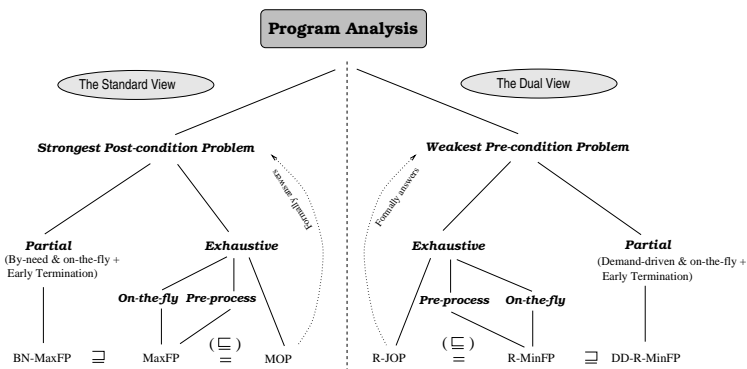 Program Analysis
The Standard View
The Dual View
Strongest Post-condition Problem
Weakest Pre-condition Problem
Formally answers
Formally answers
Partial
(By-need & on-the-fly +
Early Termination)
Exhaustive
Exhaustive
Partial
(Demand-driven & on-the-fly +
Early Termination)
On-the-fly Pre-process
Pre-process On-the-fly
BN-MaxFP ⊒ MaxFP (⊑) = MOP
R-JOP (⊑) = R-MinFP ⊒ DD-R-MinFP